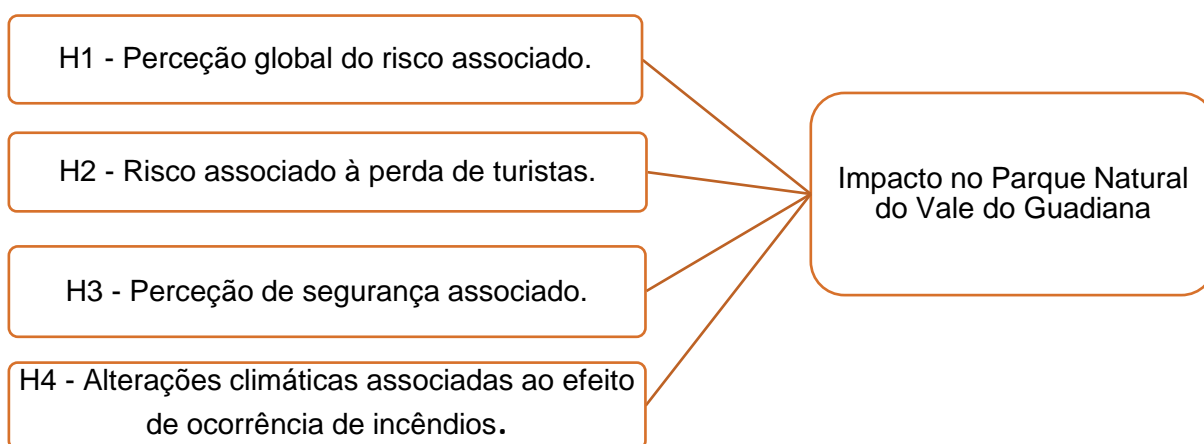 H1 - Perceção global do risco associado.
H2 - Risco associado à perda de turistas.
H3 - Perceção de segurança associado.
H4 - Alterações climáticas associadas ao efeito
de ocorrência de incêndios.
Impacto no Parque Natural
do Vale do Guadiana